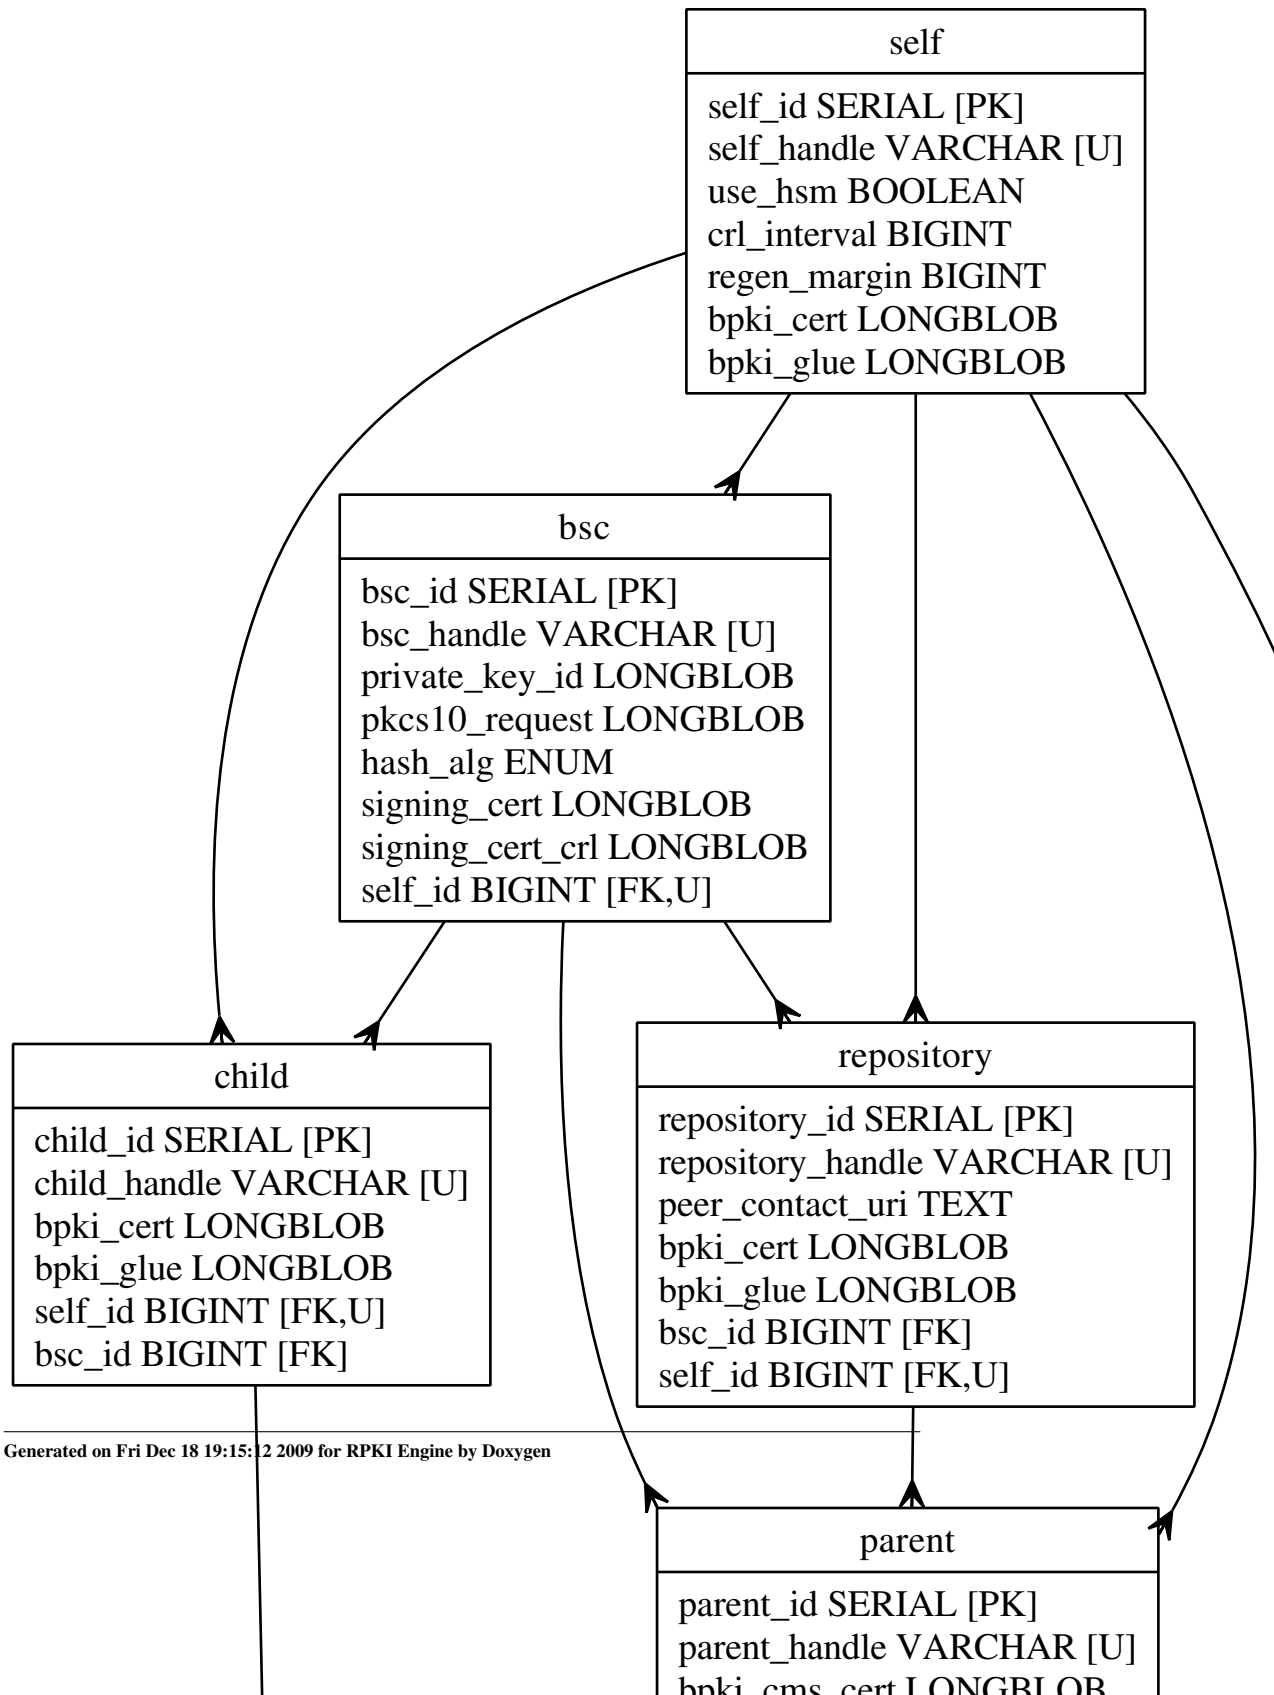 self
self_id SERIAL [PK]
self_handle VARCHAR [U]
use_hsm BOOLEAN
crl_interval BIGINT
regen_margin BIGINT
bpki_cert LONGBLOB
bpki_glue LONGBLOB
bsc
bsc_id SERIAL [PK]
bsc_handle VARCHAR [U]
private_key_id LONGBLOB
pkcs10_request LONGBLOB
hash_alg ENUM
signing_cert LONGBLOB
signing_cert_crl LONGBLOB
self_id BIGINT [FK,U]
child
child_id SERIAL [PK]
child_handle VARCHAR [U]
bpki_cert LONGBLOB
bpki_glue LONGBLOB
self_id BIGINT [FK,U]
bsc_id BIGINT [FK]
repository
repository_id SERIAL [PK]
repository_handle VARCHAR [U]
peer_contact_uri TEXT
bpki_cert LONGBLOB
bpki_glue LONGBLOB
bsc_id BIGINT [FK]
self_id BIGINT [FK,U]
Generated on Fri Dec 18 19:15:12 2009 for RPKI Engine by Doxygen
parent
parent_id SERIAL [PK]
parent_handle VARCHAR [U]
bpki_cms_cert LONGBLOB